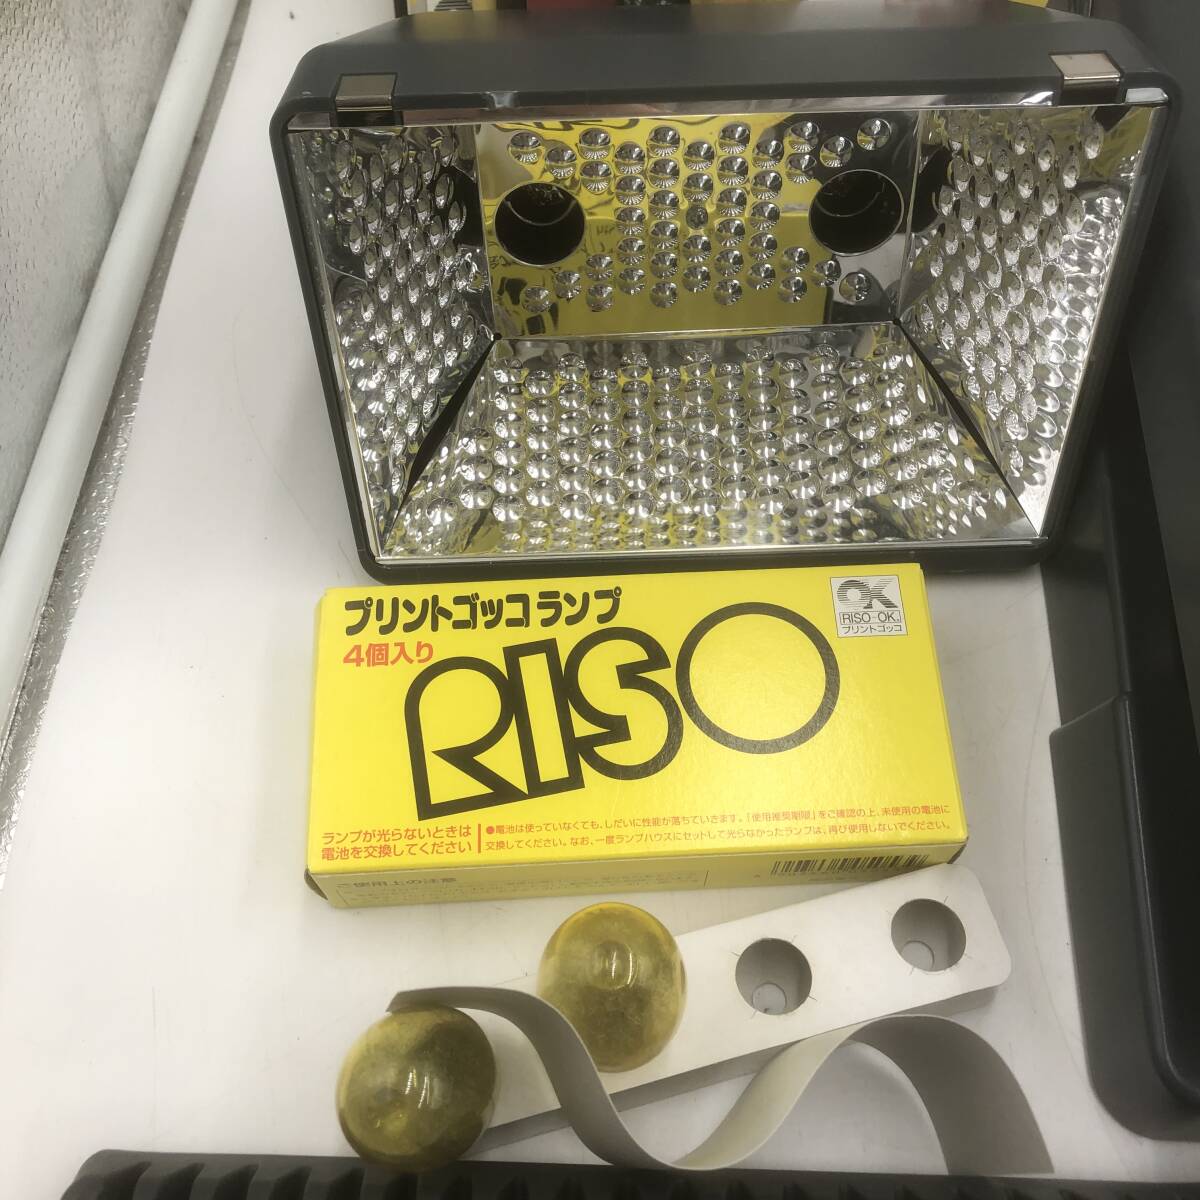 プリントゴッコランプ
4個入り
RISO
OK
RISO-OK
プリントゴッコ
ランプが光らないときは
電池を交換してください
●電池は使っていなくても、しだいに性能が落ちていきます。「使用推奨期限」をご確認の上、未使用の電池に
交換してください。なお、一度ランプハウスにセットして光らなかったランプは、再び使用しないでください。
ご使用上の注意